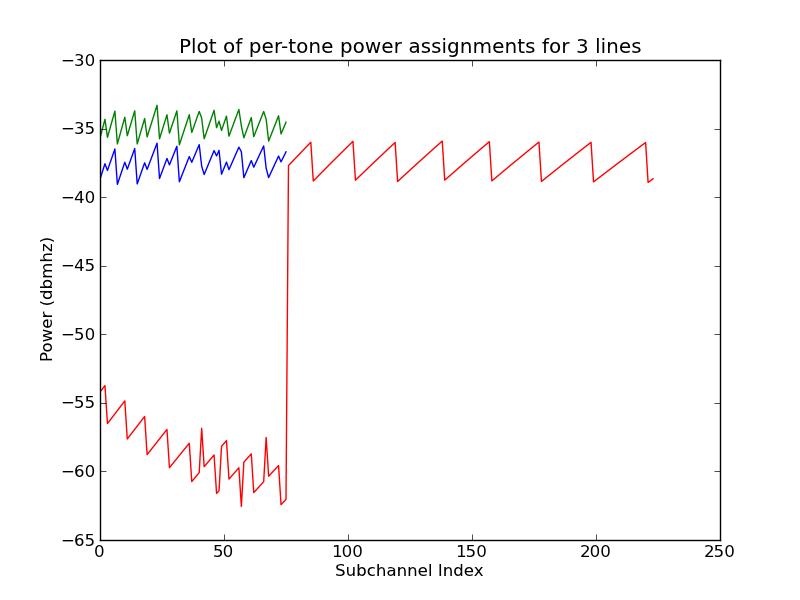 Plot of per-tone power assignments for 3 lines
−30
−35
−40
−45
−50
−55
−60
−65
Power (dbmhz)
0 50 100 150 200 250
Subchannel Index